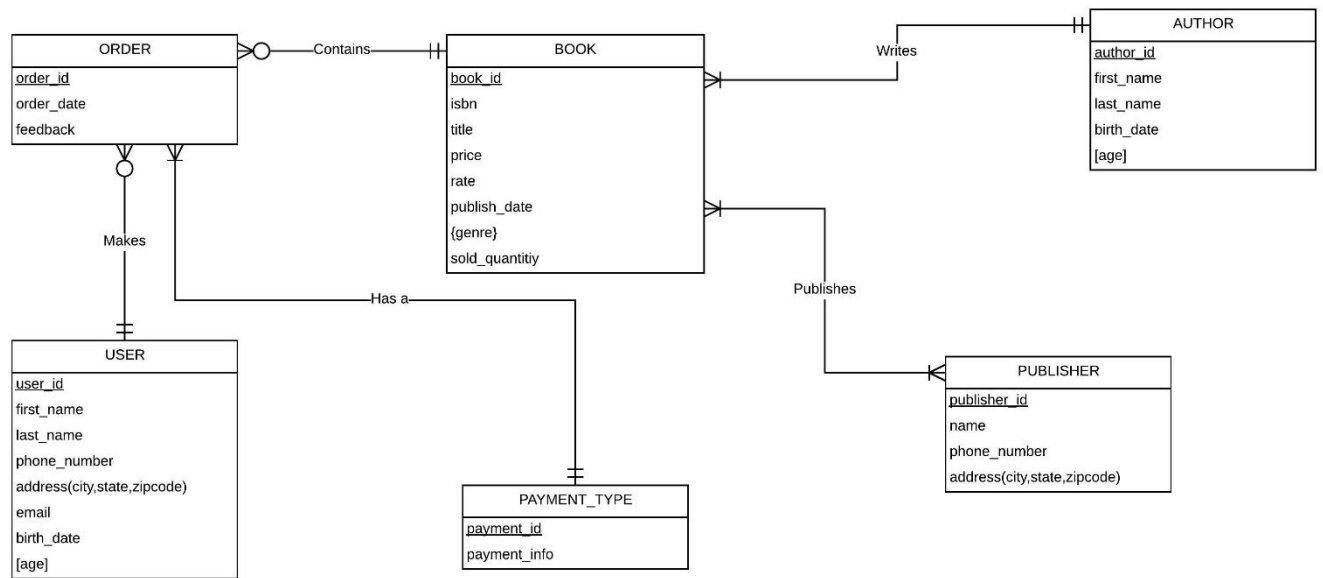 ORDER
order_id
order_date
feedback
Contains
BOOK
book_id
isbn
title
price
rate
publish_date
{genre}
sold_quantitiy
Writes
AUTHOR
author_id
first_name
last_name
birth_date
[age]
Makes
Has a
Publishes
USER
user_id
first_name
last_name
phone_number
address(city,state,zipcode)
email
birth_date
[age]
PAYMENT_TYPE
payment_id
payment_info
PUBLISHER
publisher_id
name
phone_number
address(city,state,zipcode)